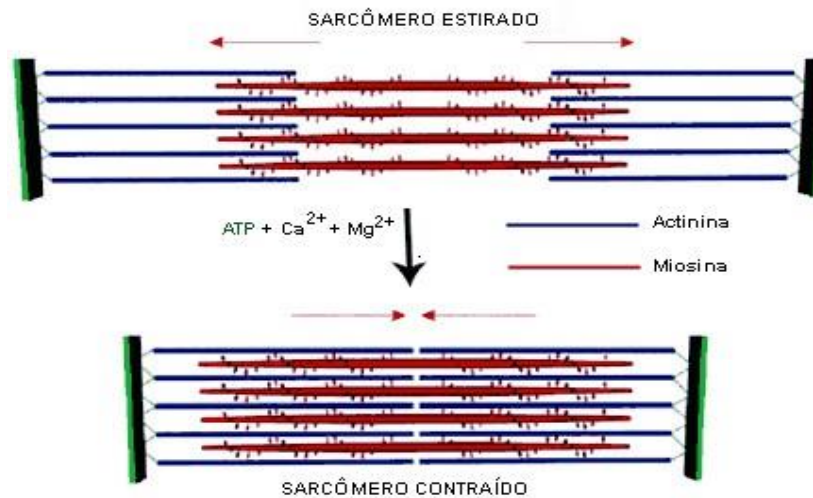 SARCÔMERO ESTIRADO
ATP + Ca2+ + Mg2+
Actinina
Miosina
SARCÔMERO CONTRAÍDO